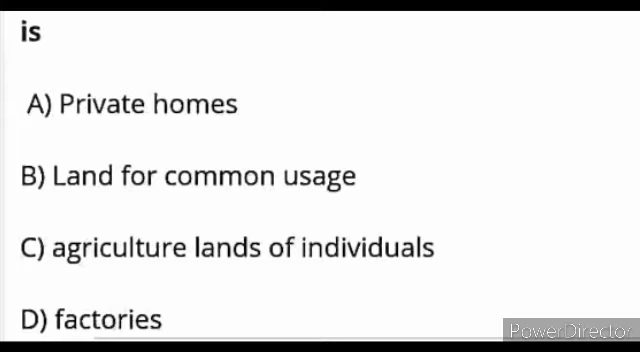 is
A) Private homes
B) Land for common usage
C) agriculture lands of individuals
D) factories
PowerDirector